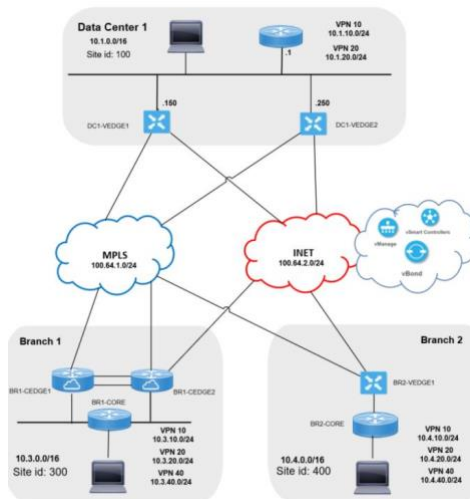 Data Center 1
10.1.0.0/16
Site id: 100
VPN 10
10.1.10.0/24
VPN 20
10.1.20.0/24
.1
.150
.250
DC1-VEDGE1
DC1-VEDGE2
MPLS
100.64.1.0/24
INET
100.64.2.0/24
vManage
vSmart Controllers
vBond
Branch 1
BR1-CEDGE1
BR1-CEDGE2
BR1-CORE
10.3.0.0/16
Site id: 300
VPN 10
10.3.10.0/24
VPN 20
10.3.20.0/24
VPN 40
10.3.40.0/24
Branch 2
BR2-VEDGE1
BR2-CORE
10.4.0.0/16
Site id: 400
VPN 10
10.4.10.0/24
VPN 20
10.4.20.0/24
VPN 40
10.4.40.0/24